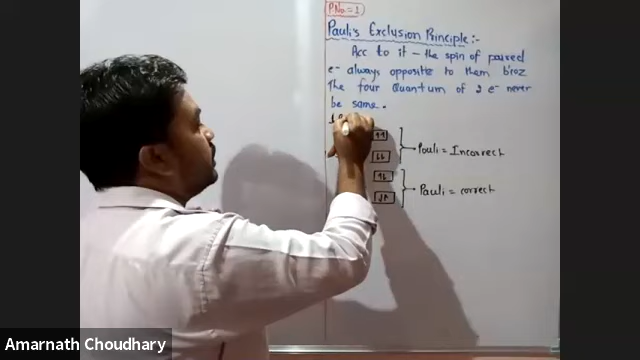 P.No=1
Pauli's Exclusion Principle :-
Acc to it - the spin of paired
e- always opposite to them b'coz
The four Quantum of 2 e- never
be same.
↿↿
⇂⇂
Pauli = Incorrect
↿⇂
⇂↿
Pauli = correct
Amarnath Choudhary